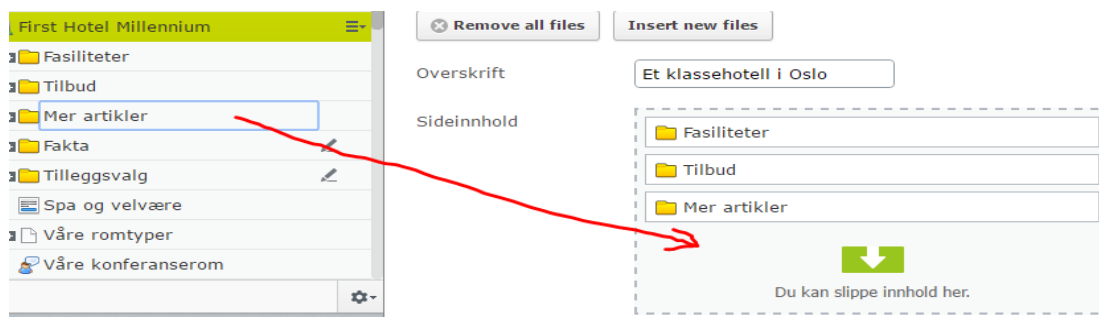 First Hotel Millennium
Fasiliteter
Tilbud
Mer artikler
Fakta
Tilleggsvalg
Spa og velvære
Våre romtyper
Våre konferanserom
Remove all files
Insert new files
Overskrift
Et klassehotell i Oslo
Sideinnhold
Fasiliteter
Tilbud
Mer artikler
Du kan slippe innhold her.